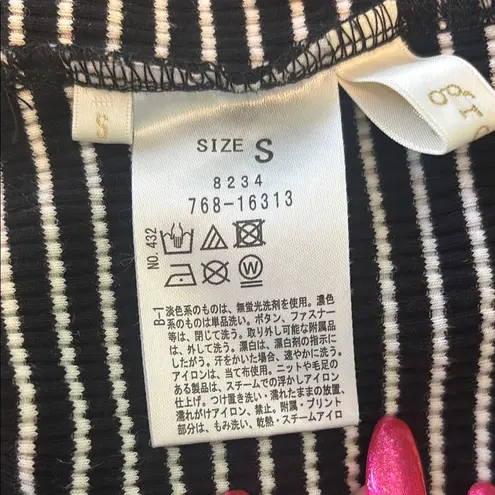 SIZE S
8234
768-16313
NO. 432
B-1
淡色系のものは、無蛍光洗剤を使用。濃色
系のものは単品洗い。ボタン、ファスナー
等は、閉じて洗う。取り外し可能な附属品
は、外して洗う。漂白は、漂白剤の指示に
したがう。汗をかいた場合、速やかに洗う。
アイロンは、当て布使用。ニットや毛足の
ある製品は、スチームでの浮かしアイロン
仕上げ。つけ置き洗い・濡れたままの放置、
濡れがけアイロン、禁止。附属・プリント
部分は、もみ洗い、乾熱・スチームアイロ
S